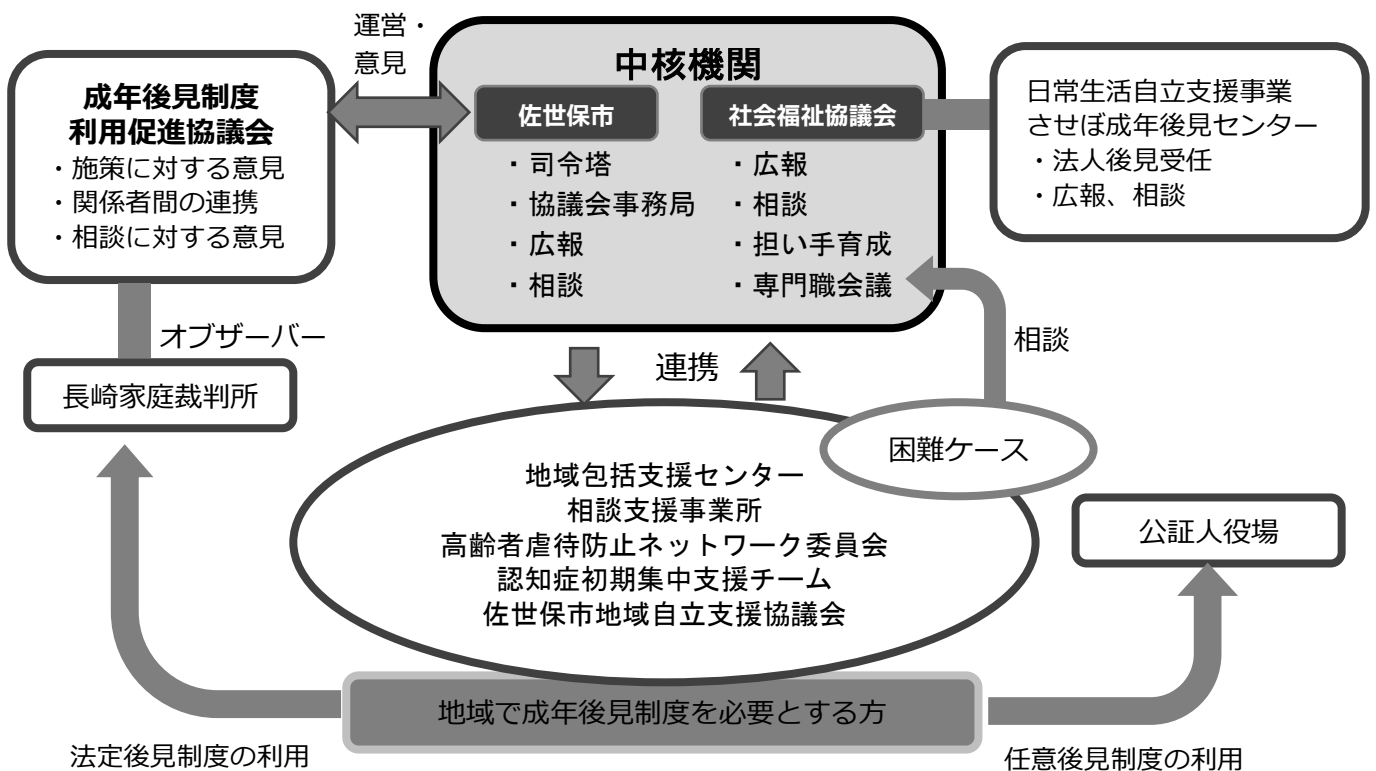 運営・
意見
成年後見制度
利用促進協議会
・施策に対する意見
・関係者間の連携
・相談に対する意見
中核機関
佐世保市
・司令塔
・協議会事務局
・広報
・相談
社会福祉協議会
・広報
・相談
・担い手育成
・専門職会議
日常生活自立支援事業
させぼ成年後見センター
・法人後見受任
・広報、相談
オブザーバー
長崎家庭裁判所
連携
相談
困難ケース
地域包括支援センター
相談支援事業所
高齢者虐待防止ネットワーク委員会
認知症初期集中支援チーム
佐世保市地域自立支援協議会
公証人役場
地域で成年後見制度を必要とする方
法定後見制度の利用
任意後見制度の利用